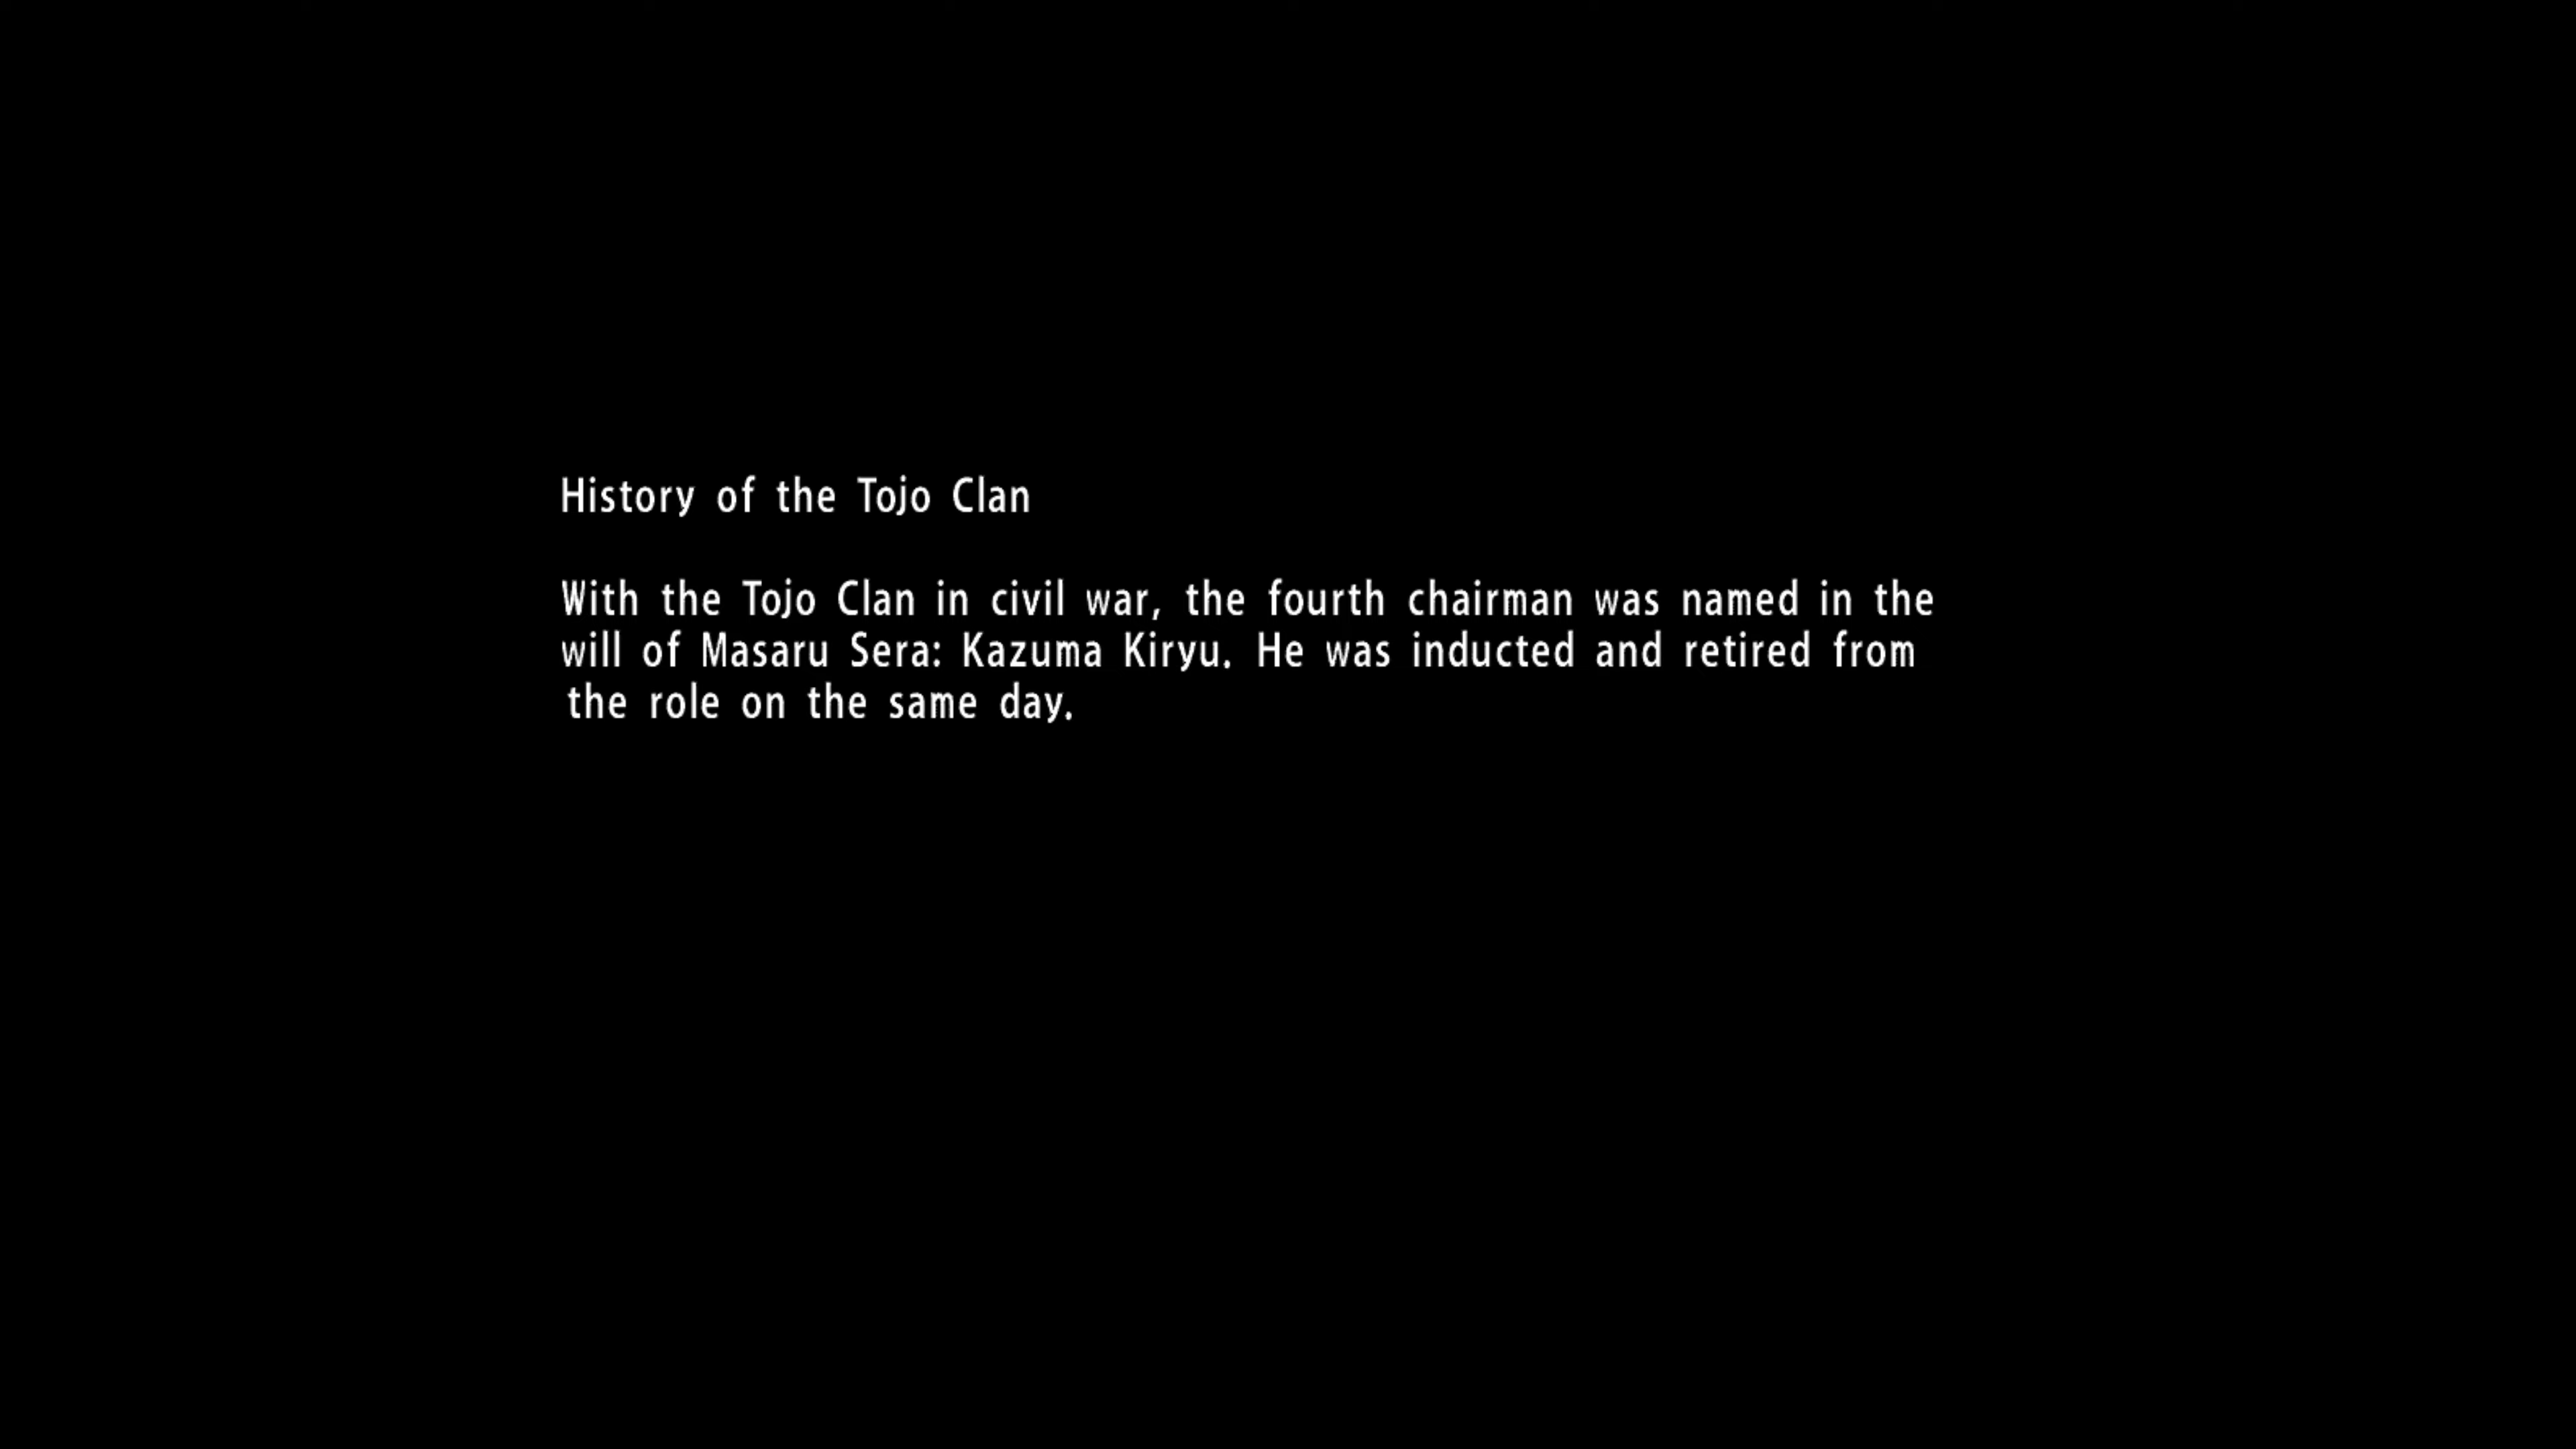 History of the Tojo Clan
With the Tojo Clan in civil war, the fourth chairman was named in the
will of Masaru Sera: Kazuma Kiryu. He was inducted and retired from
the role on the same day.